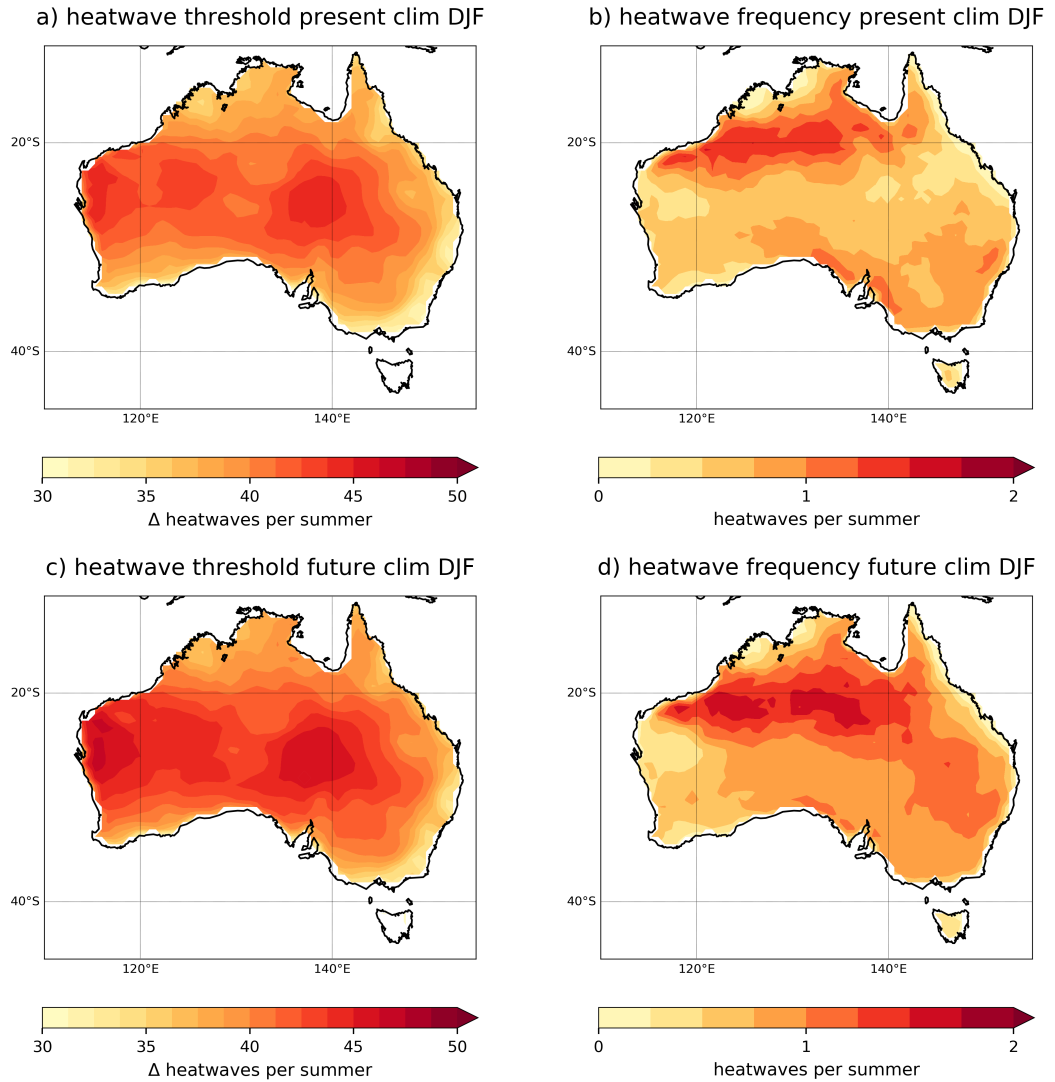 a) heatwave threshold present clim DJF
b) heatwave frequency present clim DJF
20°S
40°S
120°E
140°E
20°S
40°S
120°E
140°E
30
35
40
45
50
Δ heatwaves per summer
0
1
2
heatwaves per summer
c) heatwave threshold future clim DJF
d) heatwave frequency future clim DJF
20°S
40°S
120°E
140°E
20°S
40°S
120°E
140°E
30
35
40
45
50
Δ heatwaves per summer
0
1
2
heatwaves per summer